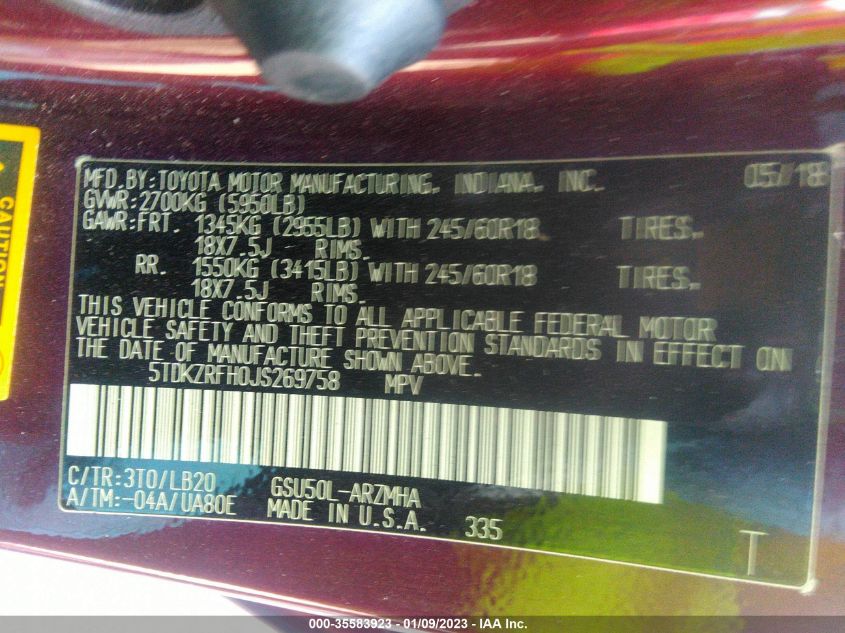 MFD. BY: TOYOTA MOTOR MANUFACTURING, INDIANA, INC. 05/18
GVWR: 2700KG (5950LB)
GAWR: FRT. 1345KG (2955LB) WITH 245/60R18 TIRES,
18X7.5J RIMS.
RR. 1550KG (3415LB) WITH 245/60R18 TIRES,
18X7.5J RIMS.
THIS VEHICLE CONFORMS TO ALL APPLICABLE FEDERAL MOTOR
VEHICLE SAFETY AND THEFT PREVENTION STANDARDS IN EFFECT ON
THE DATE OF MANUFACTURE SHOWN ABOVE.
5TDKZRFH0JS269758 MPV
C/TR: 3T0/LB20 GSU50L-ARZMHA
A/TM: -04A/UA80E MADE IN U.S.A. 335
T
CAUTION
000-35583923 - 01/09/2023 - IAA Inc.